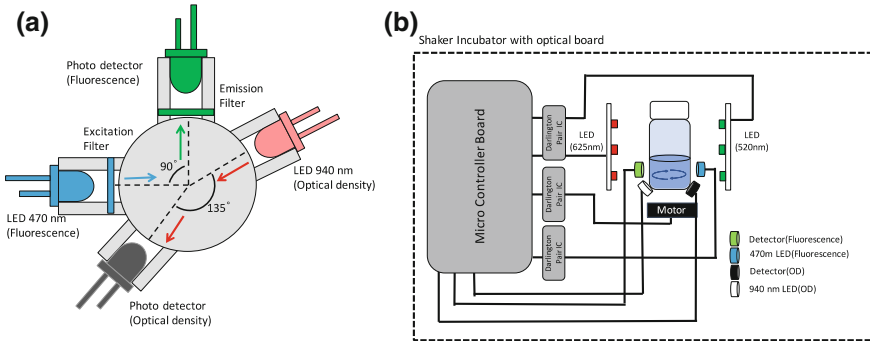 (a)
Photo detector
(Fluorescence)
Emission
Filter
Excitation
Filter
90°
LED 940 nm
(Optical density)
135°
LED 470 nm
(Fluorescence)
Photo detector
(Optical density)
(b)
Shaker Incubator with optical board
Micro Controller Board
Darlington
Pair IC
LED
(625nm)
LED
(520nm)
Darlington
Pair IC
Motor
Darlington
Pair IC
Detector(Fluorescence)
470m LED(Fluorescence)
Detector(OD)
940 nm LED(OD)